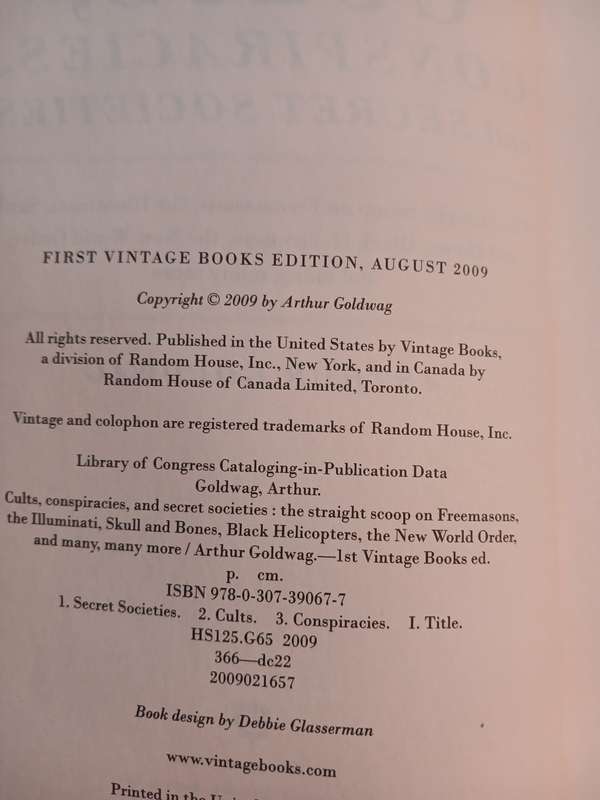 FIRST VINTAGE BOOKS EDITION, AUGUST 2009
Copyright © 2009 by Arthur Goldwag
All rights reserved. Published in the United States by Vintage Books,
a division of Random House, Inc., New York, and in Canada by
Random House of Canada Limited, Toronto.
Vintage and colophon are registered trademarks of Random House, Inc.
Library of Congress Cataloging-in-Publication Data
Goldwag, Arthur.
Cults, conspiracies, and secret societies : the straight scoop on Freemasons,
the Illuminati, Skull and Bones, Black Helicopters, the New World Order,
and many, many more / Arthur Goldwag.—1st Vintage Books ed.
p. cm.
ISBN 978-0-307-39067-7
1. Secret Societies. 2. Cults. 3. Conspiracies. I. Title.
HS125.G65 2009
366—dc22
2009021657
Book design by Debbie Glasserman
www.vintagebooks.com
Printed in the